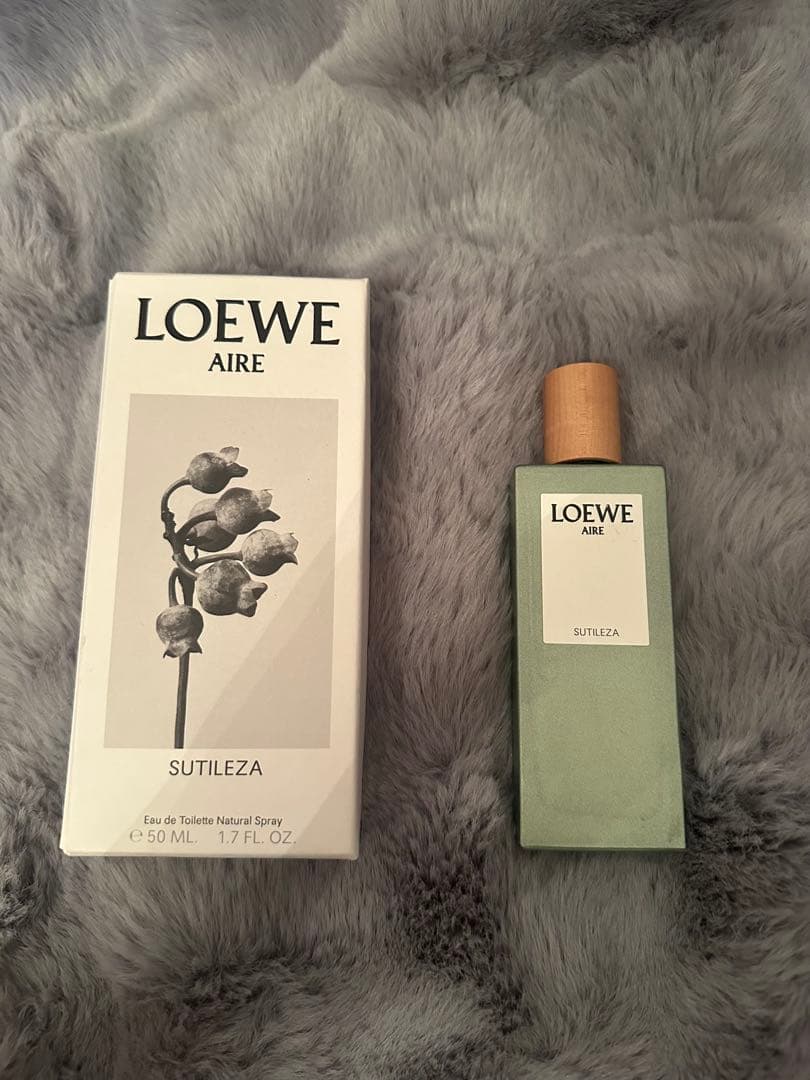 LOEWE
AIRE
SUTILEZA
Eau de Toilette Natural Spray
℮ 50 ML. 1.7 FL. OZ.
LOEWE
AIRE
SUTILEZA